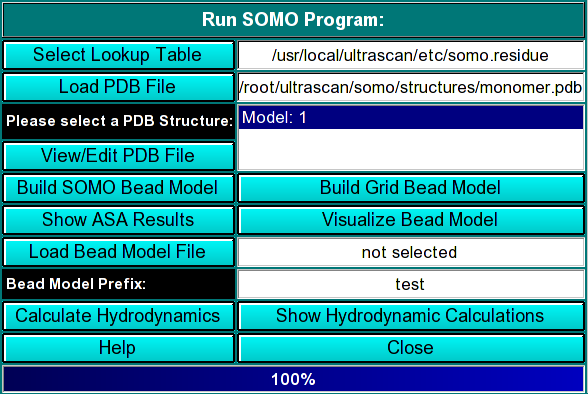 Run SOMO Program:
Select Lookup Table /usr/local/ultrascan/etc/somo.residue
Load PDB File /root/ultrascan/somo/structures/monomer.pdb
Please select a PDB Structure: Model: 1
View/Edit PDB File
Build SOMO Bead Model Build Grid Bead Model
Show ASA Results Visualize Bead Model
Load Bead Model File not selected
Bead Model Prefix: test
Calculate Hydrodynamics Show Hydrodynamic Calculations
Help Close
100%